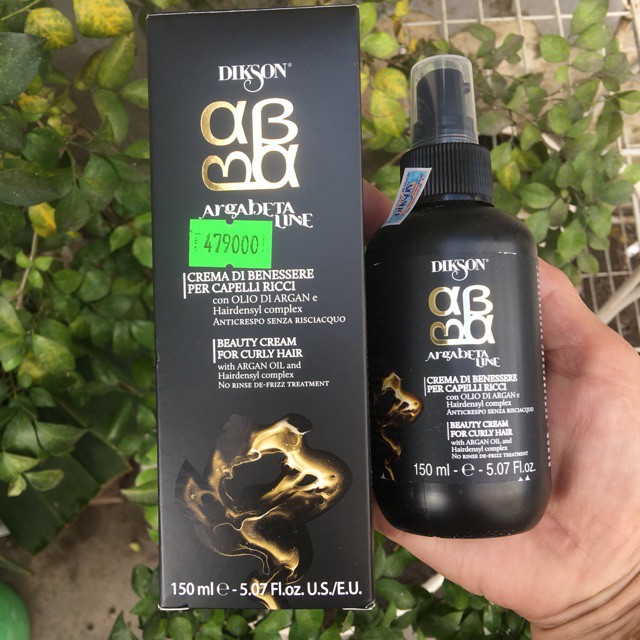 DIKSON®
αβ
βα
ArgaBETA
LINE
479000
CREMA DI BENESSERE
PER CAPELLI RICCI
con OLIO DI ARGAN e
Hairdensyl complex
ANTICRESPO SENZA RISCIACQUO
BEAUTY CREAM
FOR CURLY HAIR
with ARGAN OIL and
Hairdensyl complex
NO RINSE DE-FRIZZ TREATMENT
150 ml ℮ - 5.07 Fl.oz. U.S./E.U.
DIKSON®
αβ
βα
ArgaBETA
LINE
CREMA DI BENESSERE
PER CAPELLI RICCI
con OLIO DI ARGAN e
Hairdensyl complex
ANTICRESPO SENZA RISCIACQUO
BEAUTY CREAM
FOR CURLY HAIR
with ARGAN OIL and
Hairdensyl complex
NO RINSE DE-FRIZZ TREATMENT
150 ml - ℮ - 5.07 Fl.oz.